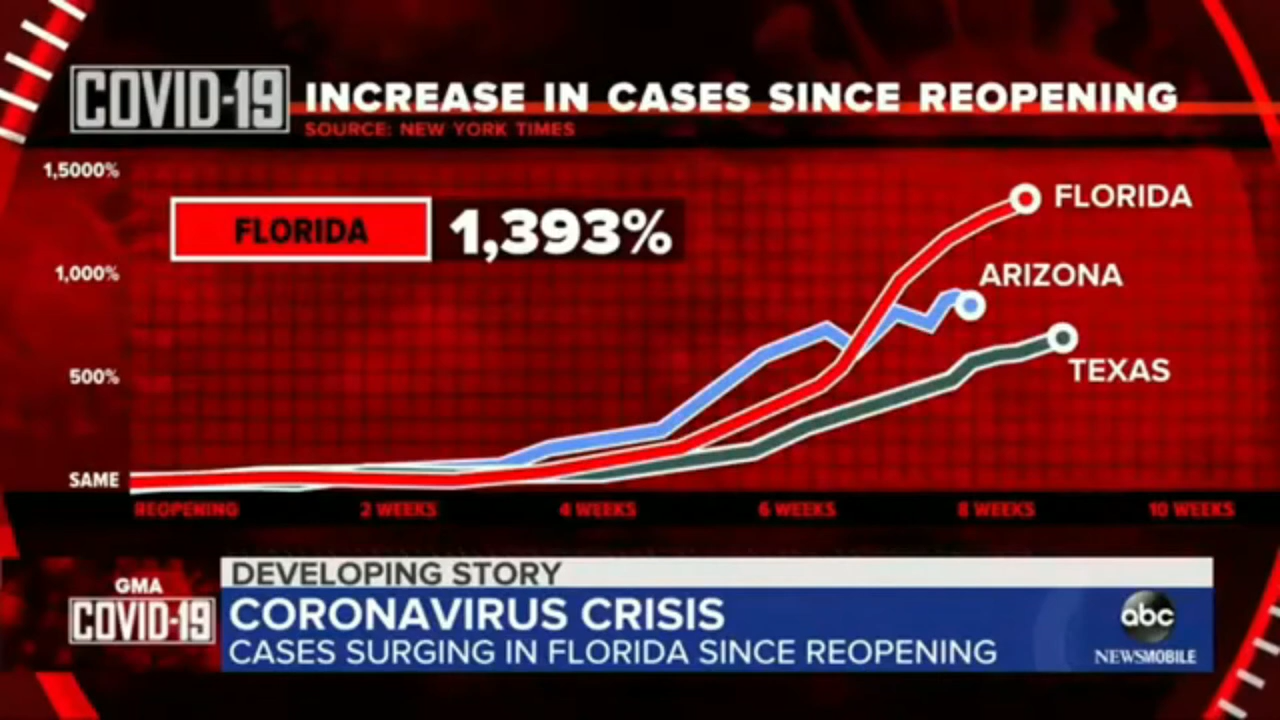 COVID-19 INCREASE IN CASES SINCE REOPENING
SOURCE: NEW YORK TIMES
1,5000%
FLORIDA 1,393%
FLORIDA
1,000%
ARIZONA
500%
TEXAS
SAME
REOPENING 2 WEEKS 4 WEEKS 6 WEEKS 8 WEEKS 10 WEEKS
DEVELOPING STORY
GMA
COVID-19
CORONAVIRUS CRISIS
CASES SURGING IN FLORIDA SINCE REOPENING
abc
NEWSMOBILE